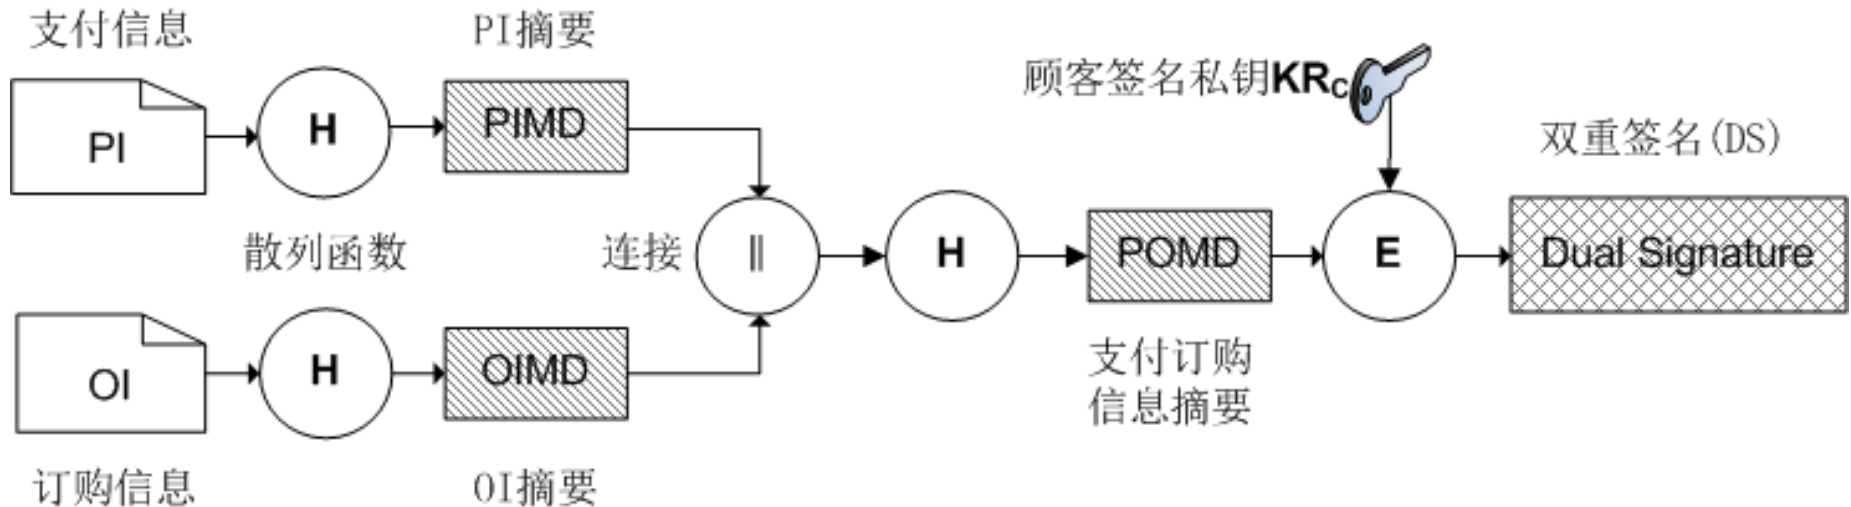 支付信息
PI摘要
PI
H
PIMD
顾客签名私钥KRC
双重签名(DS)
散列函数
连接
||
H
POMD
E
Dual Signature
OI
H
OIMD
支付订购
信息摘要
订购信息
OI摘要